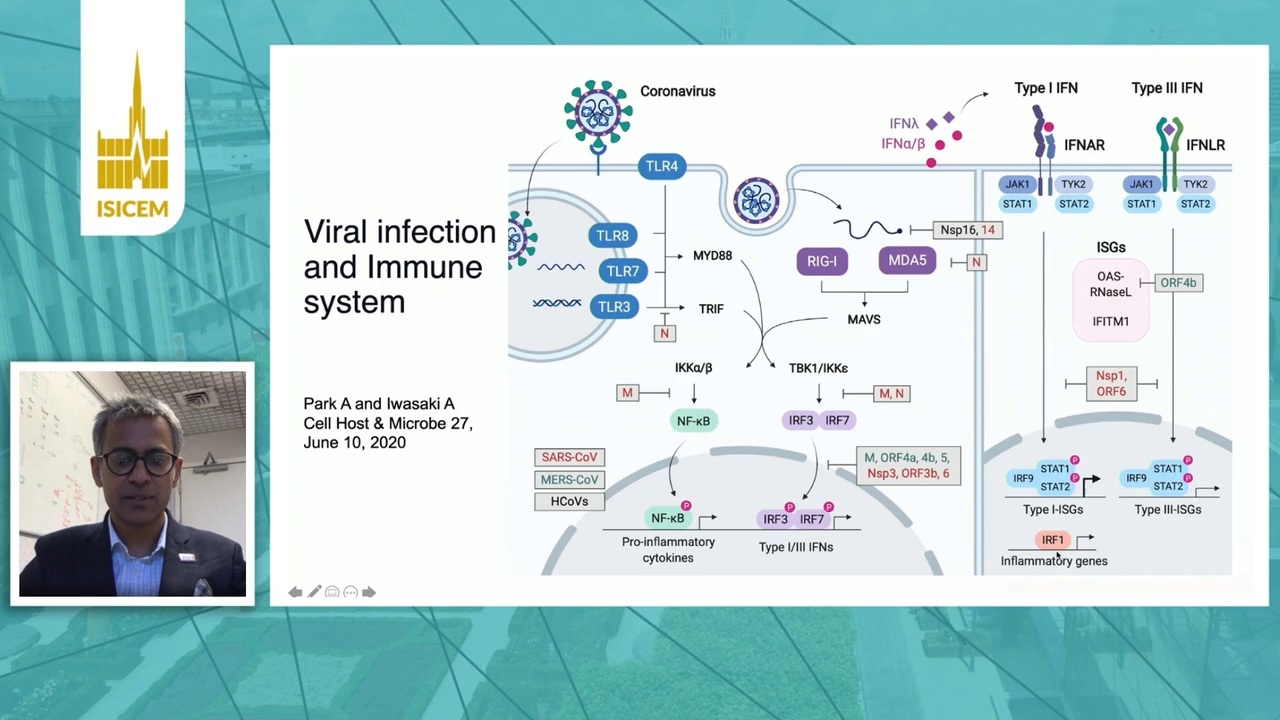 ISICEM
Viral infection
and Immune
system
Park A and Iwasaki A
Cell Host & Microbe 27,
June 10, 2020
Coronavirus
TLR4
TLR8
TLR7
TLR3
MYD88
TRIF
N
RIG-I
MDA5
MAVS
Nsp16, 14
N
IFNλ
IFNα/β
IKKα/β
TBK1/IKKε
M
M, N
NF-κB
IRF3
IRF7
SARS-CoV
MERS-CoV
HCoVs
M, ORF4a, 4b, 5,
Nsp3, ORF3b, 6
P
NF-κB
Pro-inflammatory
cytokines
P
P
IRF3
IRF7
Type I/III IFNs
Type I IFN
Type III IFN
IFNAR
IFNLR
JAK1
TYK2
STAT1
STAT2
JAK1
TYK2
STAT1
STAT2
ISGs
OAS-
RNaseL
IFITM1
ORF4b
Nsp1,
ORF6
IRF9
STAT1
P
STAT2
P
Type I-ISGs
IRF9
STAT1
P
STAT2
P
Type III-ISGs
IRF1
Inflammatory genes